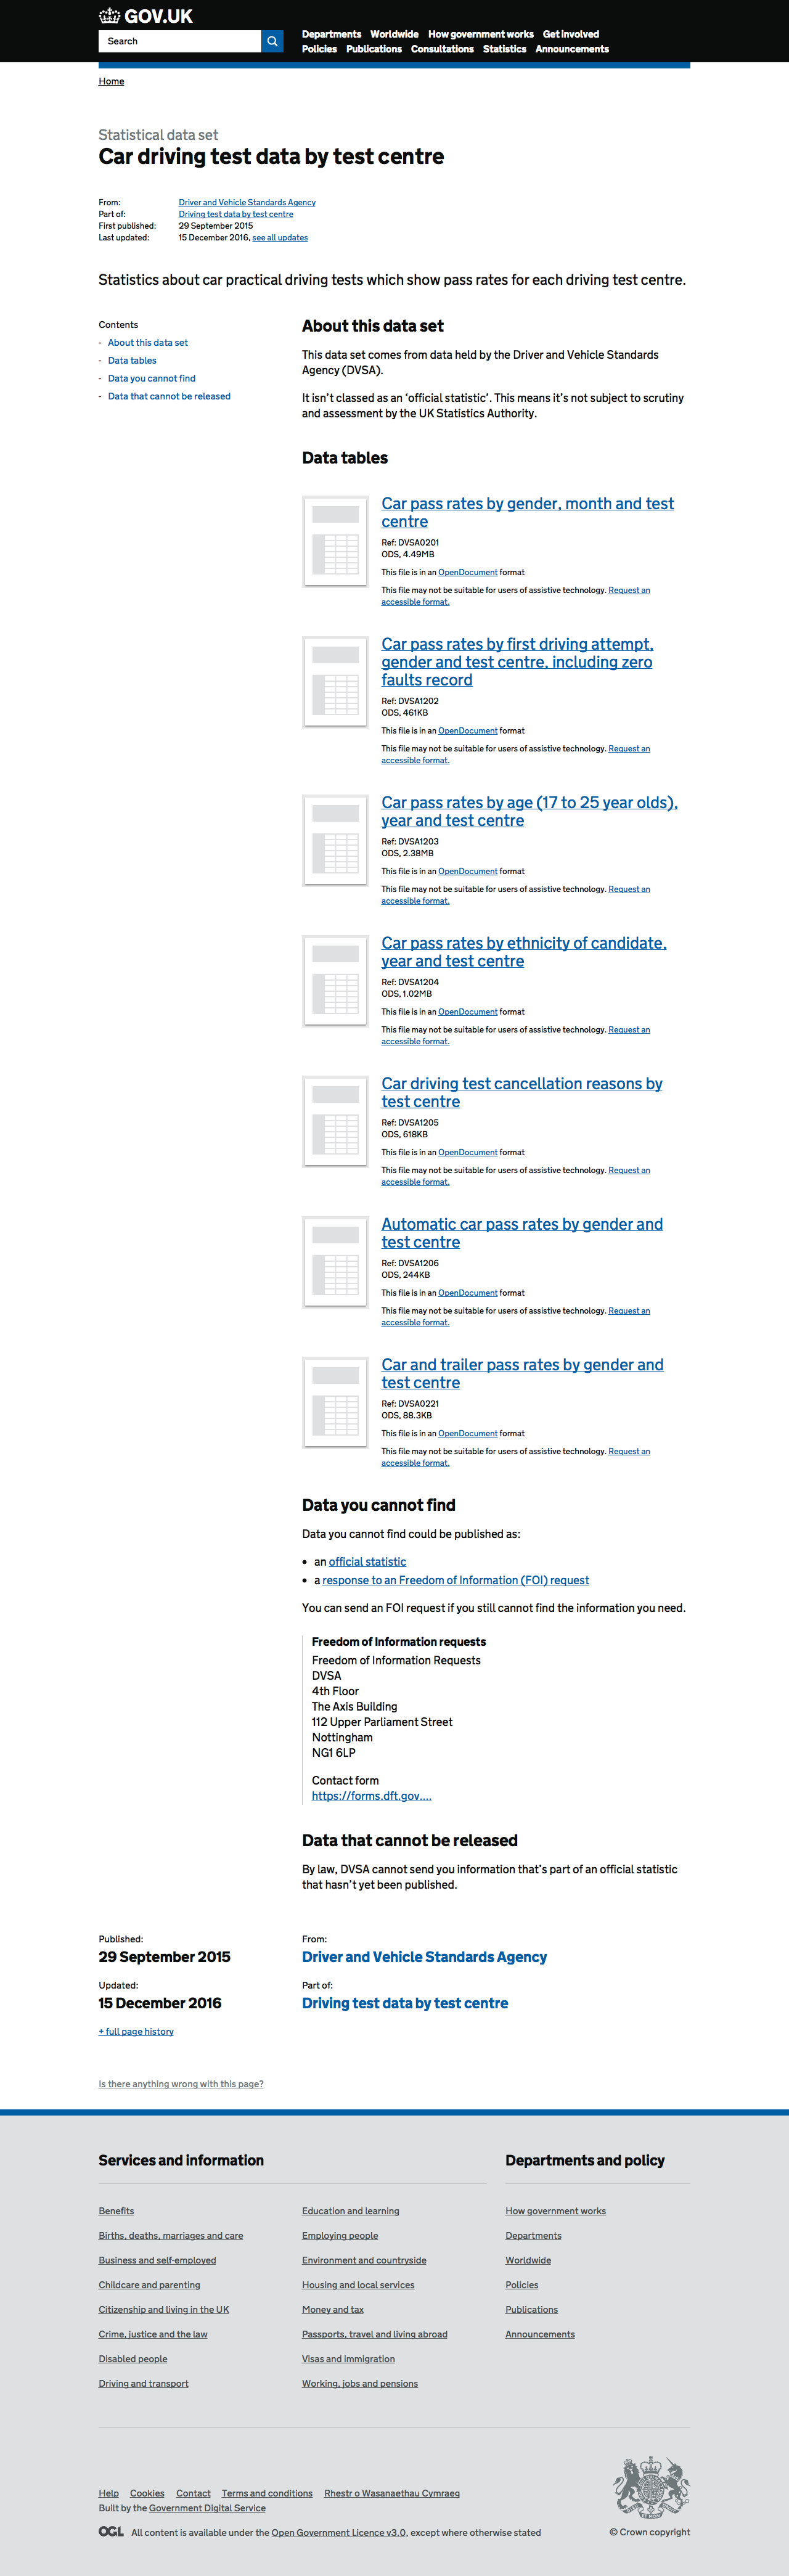 GOV.UK
Search
Departments Worldwide How government works Get involved
Policies Publications Consultations Statistics Announcements
Home
Statistical data set
Car driving test data by test centre
From: Driver and Vehicle Standards Agency
Part of: Driving test data by test centre
First published: 29 September 2015
Last updated: 15 December 2016, see all updates
Statistics about car practical driving tests which show pass rates for each driving test centre.
Contents
- About this data set
- Data tables
- Data you cannot find
- Data that cannot be released
About this data set
This data set comes from data held by the Driver and Vehicle Standards
Agency (DVSA).
It isn’t classed as an ‘official statistic’. This means it’s not subject to scrutiny
and assessment by the UK Statistics Authority.
Data tables
Car pass rates by gender, month and test
centre
Ref: DVSA0201
ODS, 4.49MB
This file is in an OpenDocument format
This file may not be suitable for users of assistive technology. Request an
accessible format.
Car pass rates by first driving attempt,
gender and test centre, including zero
faults record
Ref: DVSA1202
ODS, 461KB
This file is in an OpenDocument format
This file may not be suitable for users of assistive technology. Request an
accessible format.
Car pass rates by age (17 to 25 year olds),
year and test centre
Ref: DVSA1203
ODS, 2.38MB
This file is in an OpenDocument format
This file may not be suitable for users of assistive technology. Request an
accessible format.
Car pass rates by ethnicity of candidate,
year and test centre
Ref: DVSA1204
ODS, 1.02MB
This file is in an OpenDocument format
This file may not be suitable for users of assistive technology. Request an
accessible format.
Car driving test cancellation reasons by
test centre
Ref: DVSA1205
ODS, 618KB
This file is in an OpenDocument format
This file may not be suitable for users of assistive technology. Request an
accessible format.
Automatic car pass rates by gender and
test centre
Ref: DVSA1206
ODS, 244KB
This file is in an OpenDocument format
This file may not be suitable for users of assistive technology. Request an
accessible format.
Car and trailer pass rates by gender and
test centre
Ref: DVSA0221
ODS, 88.3KB
This file is in an OpenDocument format
This file may not be suitable for users of assistive technology. Request an
accessible format.
Data you cannot find
Data you cannot find could be published as:
• an official statistic
• a response to an Freedom of Information (FOI) request
You can send an FOI request if you still cannot find the information you need.
Freedom of Information requests
Freedom of Information Requests
DVSA
4th Floor
The Axis Building
112 Upper Parliament Street
Nottingham
NG1 6LP
Contact form
https://forms.dft.gov....
Data that cannot be released
By law, DVSA cannot send you information that’s part of an official statistic
that hasn’t yet been published.
Published: From:
29 September 2015 Driver and Vehicle Standards Agency
Updated: Part of:
15 December 2016 Driving test data by test centre
+ full page history
Is there anything wrong with this page?
Services and information
Benefits
Births, deaths, marriages and care
Business and self-employed
Childcare and parenting
Citizenship and living in the UK
Crime, justice and the law
Disabled people
Driving and transport
Education and learning
Employing people
Environment and countryside
Housing and local services
Money and tax
Passports, travel and living abroad
Visas and immigration
Working, jobs and pensions
Departments and policy
How government works
Departments
Worldwide
Policies
Publications
Announcements
Help Cookies Contact Terms and conditions Rhestr o Wasanaethau Cymraeg
Built by the Government Digital Service
OGL All content is available under the Open Government Licence v3.0, except where otherwise stated
© Crown copyright